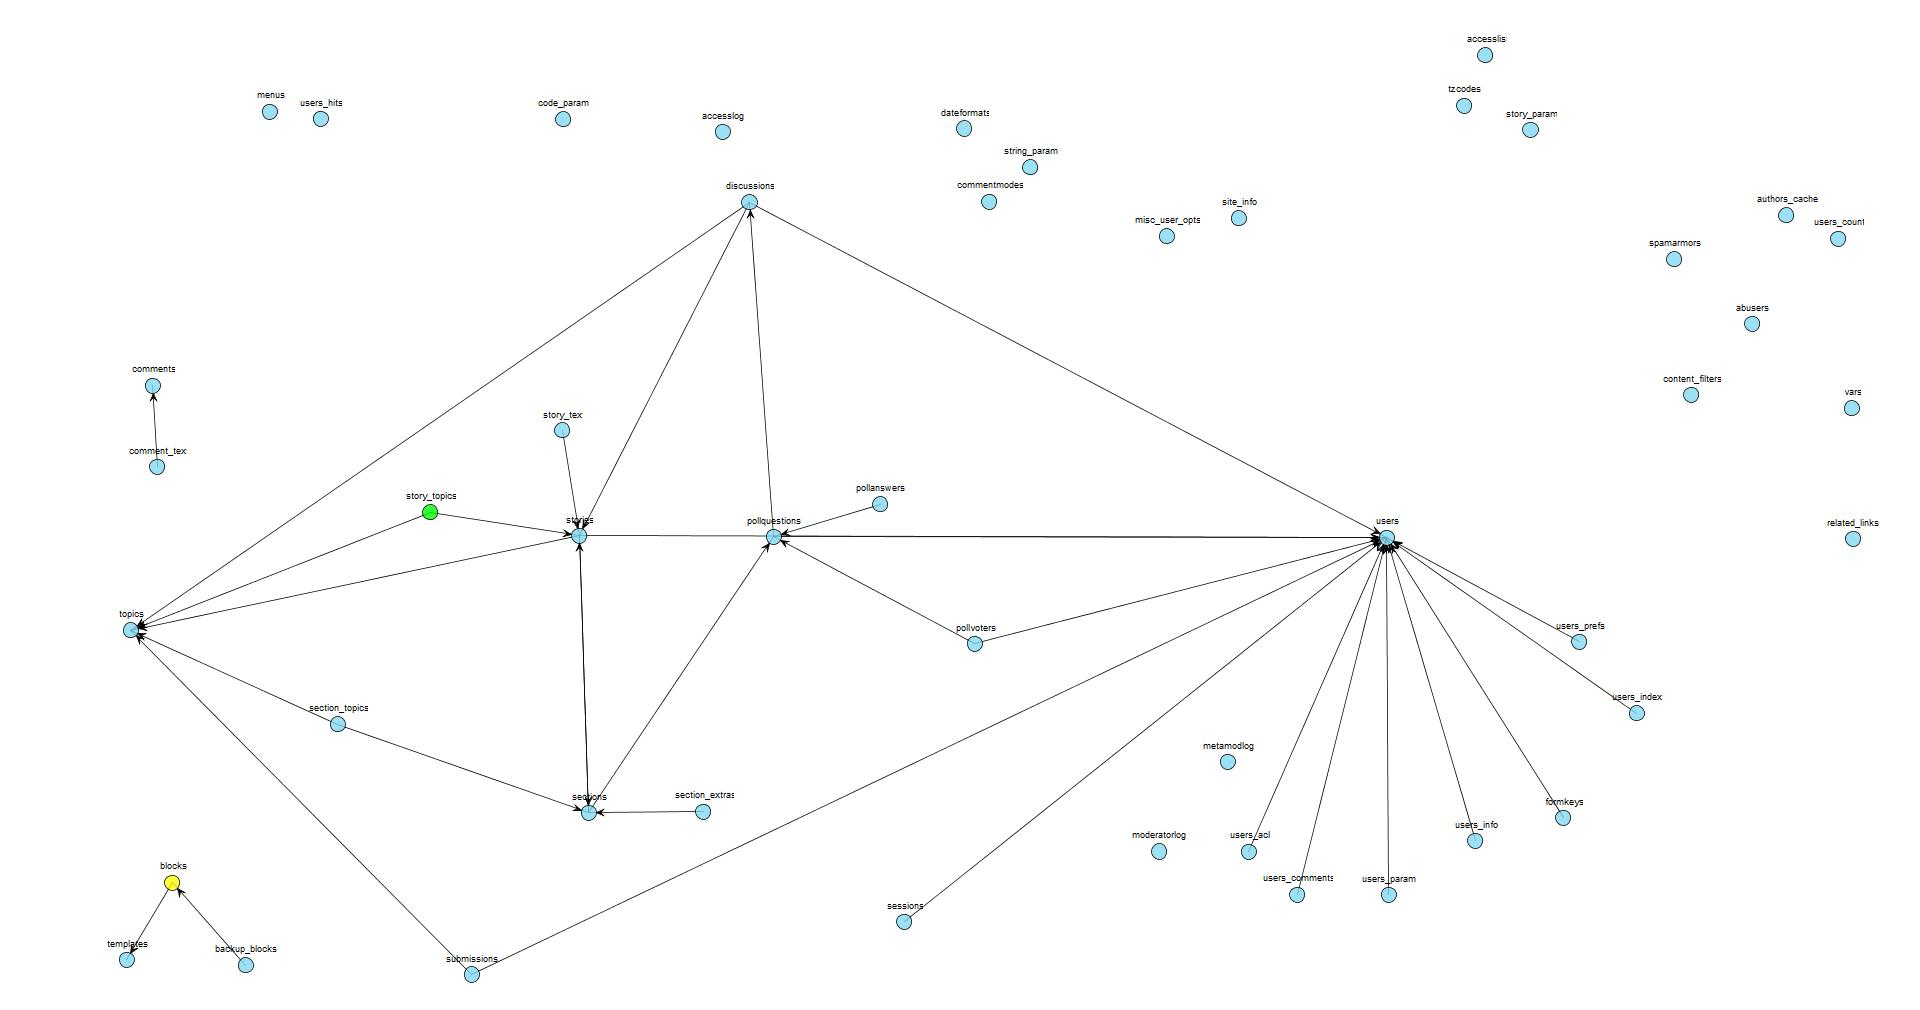 accesslis
tzcodes
menus
users_hits
code_param
accesslog
dateformats
story_param
string_param
discussions
commentmodes
site_info
misc_user_opts
authors_cache
users_count
spamarmors
abusers
comments
content_filters
vars
story_tex
comment_tex
story_topics
pollanswers
stories
pollquestions
users
related_links
topics
pollvoters
users_prefs
users_index
section_topics
metamodlog
sections
section_extras
formkeys
users_info
moderatorlog
users_acl
blocks
users_comments
users_param
sessions
templates
backup_blocks
submissions